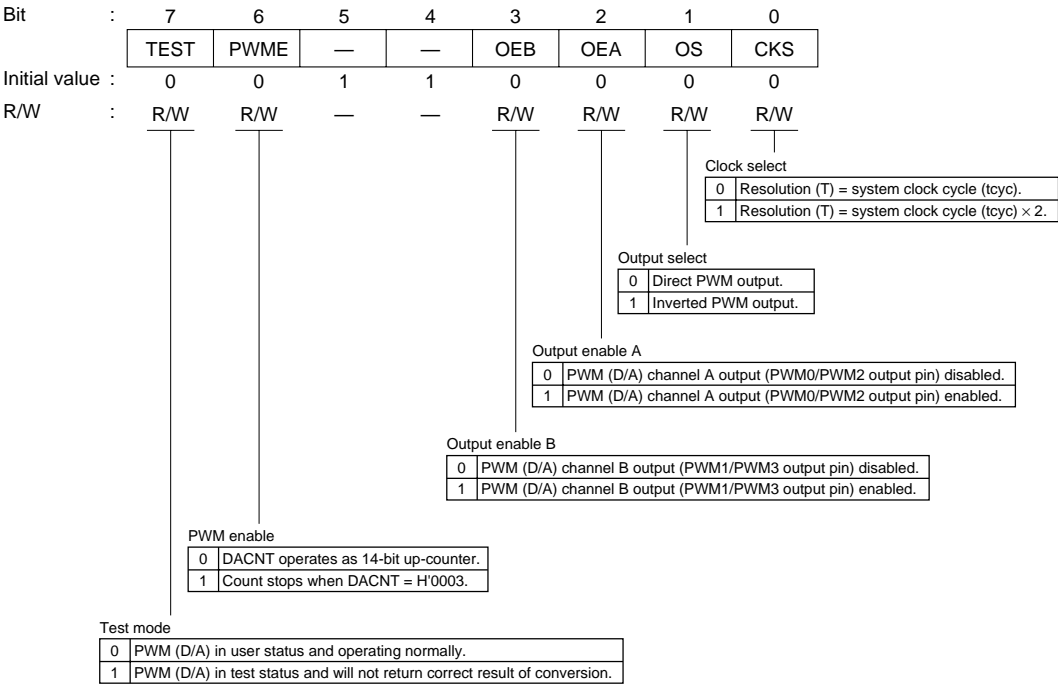 Bit : 7 6 5 4 3 2 1 0
TEST PWME — — OEB OEA OS CKS
Initial value : 0 0 1 1 0 0 0 0
R/W : R/W R/W — — R/W R/W R/W R/W
Clock select
0 Resolution (T) = system clock cycle (tcyc).
1 Resolution (T) = system clock cycle (tcyc) × 2.
Output select
0 Direct PWM output.
1 Inverted PWM output.
Output enable A
0 PWM (D/A) channel A output (PWM0/PWM2 output pin) disabled.
1 PWM (D/A) channel A output (PWM0/PWM2 output pin) enabled.
Output enable B
0 PWM (D/A) channel B output (PWM1/PWM3 output pin) disabled.
1 PWM (D/A) channel B output (PWM1/PWM3 output pin) enabled.
PWM enable
0 DACNT operates as 14-bit up-counter.
1 Count stops when DACNT = H'0003.
Test mode
0 PWM (D/A) in user status and operating normally.
1 PWM (D/A) in test status and will not return correct result of conversion.